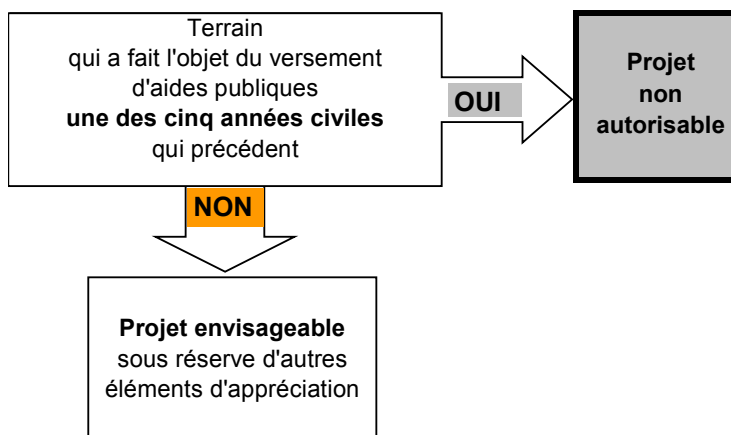 Terrain
qui a fait l'objet du versement
d'aides publiques
une des cinq années civiles
qui précédent
OUI
Projet
non
autorisable
NON
Projet envisageable
sous réserve d'autres
éléments d'appréciation